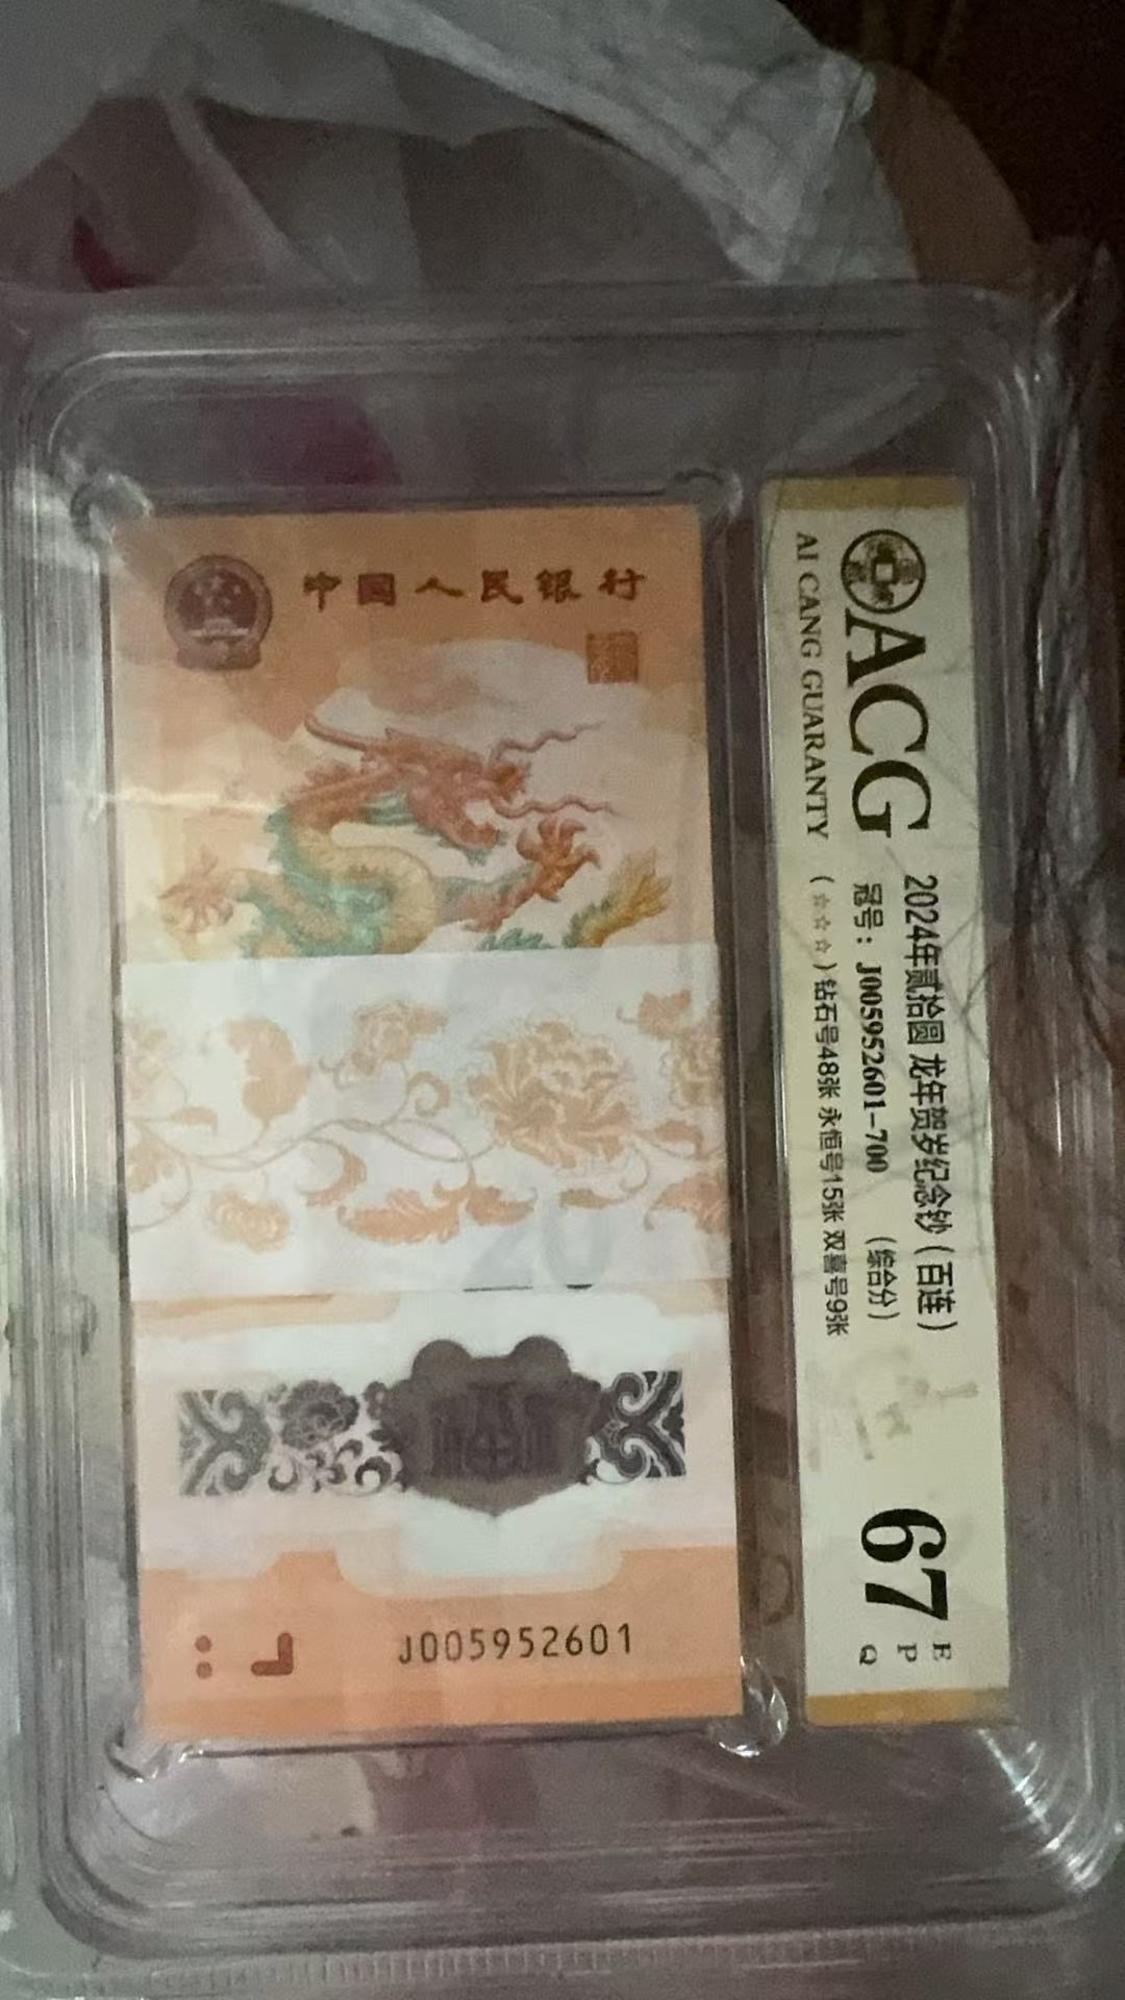 中国人民银行
J005952601
ACG
AI CANG GUARANTY
2024年贰拾圆 龙年贺岁纪念钞（百连）
冠号：J005952601-700 （综合分）
（☆☆☆）钻石号48张 永恒号15张 双喜号9张
67
E
P
Q